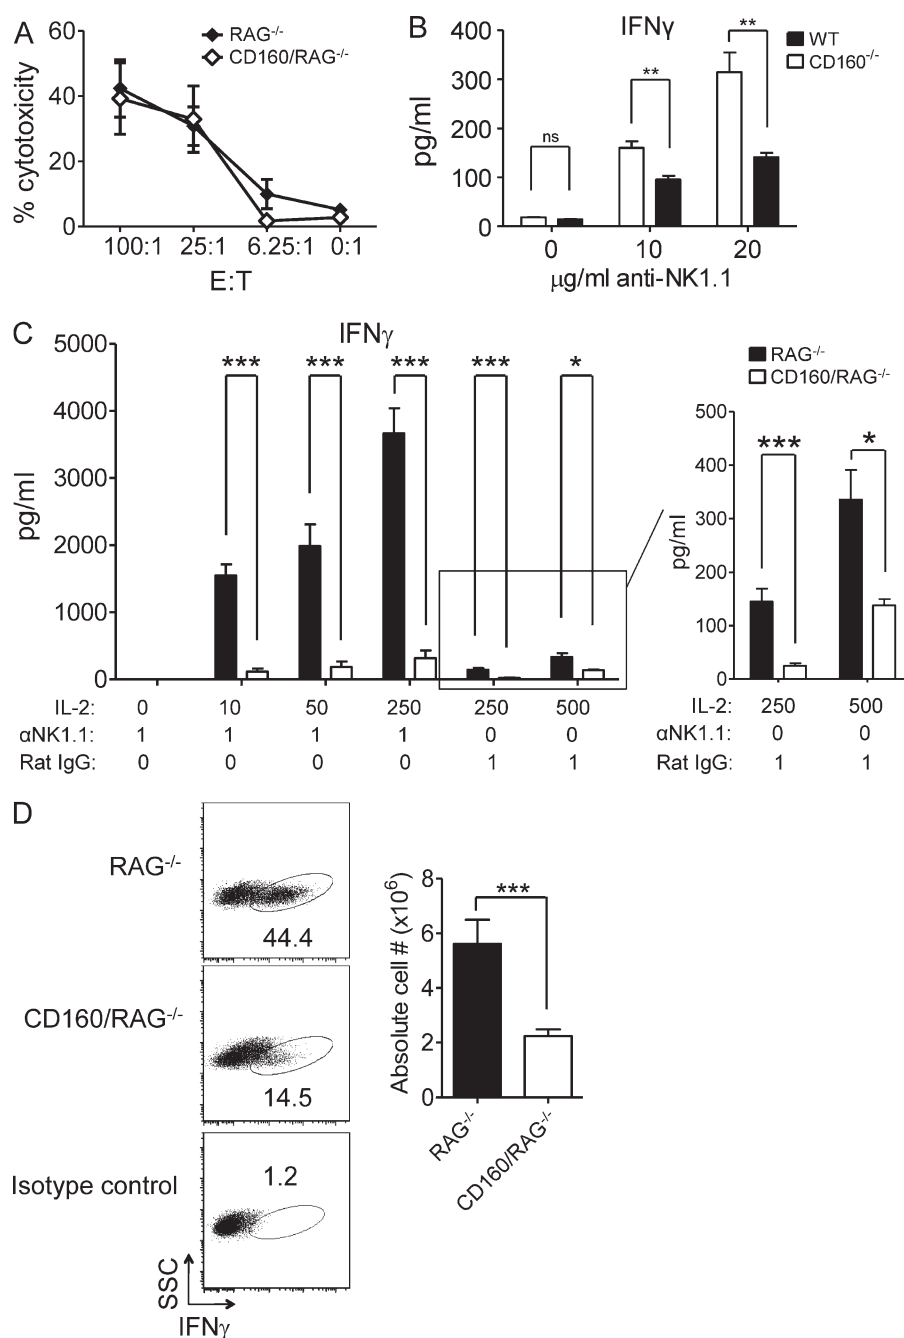 A
60
40
20
0
% cytotoxicity
RAG-/-
CD160/RAG-/-
100:1 25:1 6.25:1 0:1
E:T
B
IFNγ
400
300
200
100
0
pg/ml
ns
**
**
WT
CD160-/-
0 10 20
μg/ml anti-NK1.1
C
IFNγ
5000
4000
3000
2000
1000
0
pg/ml
*** *** *** *** *
IL-2: 0 10 50 250 250 500
αNK1.1: 1 1 1 1 0 0
Rat IgG: 0 0 0 0 1 1
RAG-/-
CD160/RAG-/-
500
400
300
200
100
0
pg/ml
*** *
IL-2: 250 500
αNK1.1: 0 0
Rat IgG: 1 1
D
RAG-/-
44.4
CD160/RAG-/-
14.5
Isotype control
1.2
SSC
IFNγ
8
6
4
2
0
Absolute cell # (x10⁶)
***
RAG-/-
CD160/RAG-/-